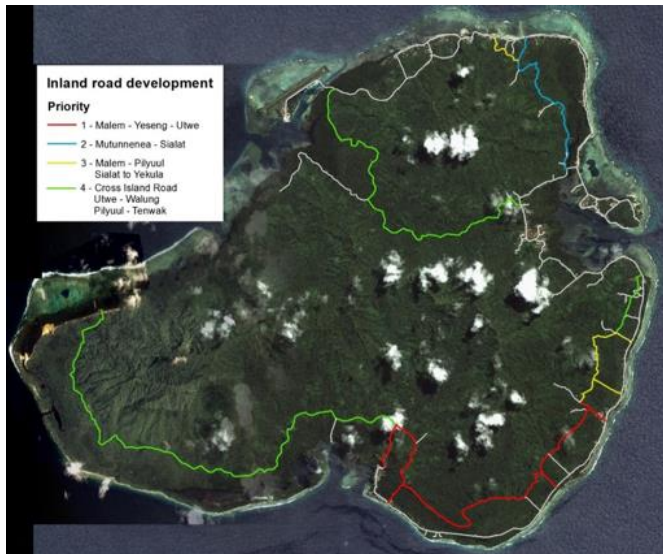 Inland road development
Priority
1 - Malem - Yeseng - Utwe
2 - Mutunnenea - Sialat
3 - Malem - Pilyuul
Sialat to Yekula
4 - Cross Island Road
Utwe - Walung
Pilyuul - Tenwak